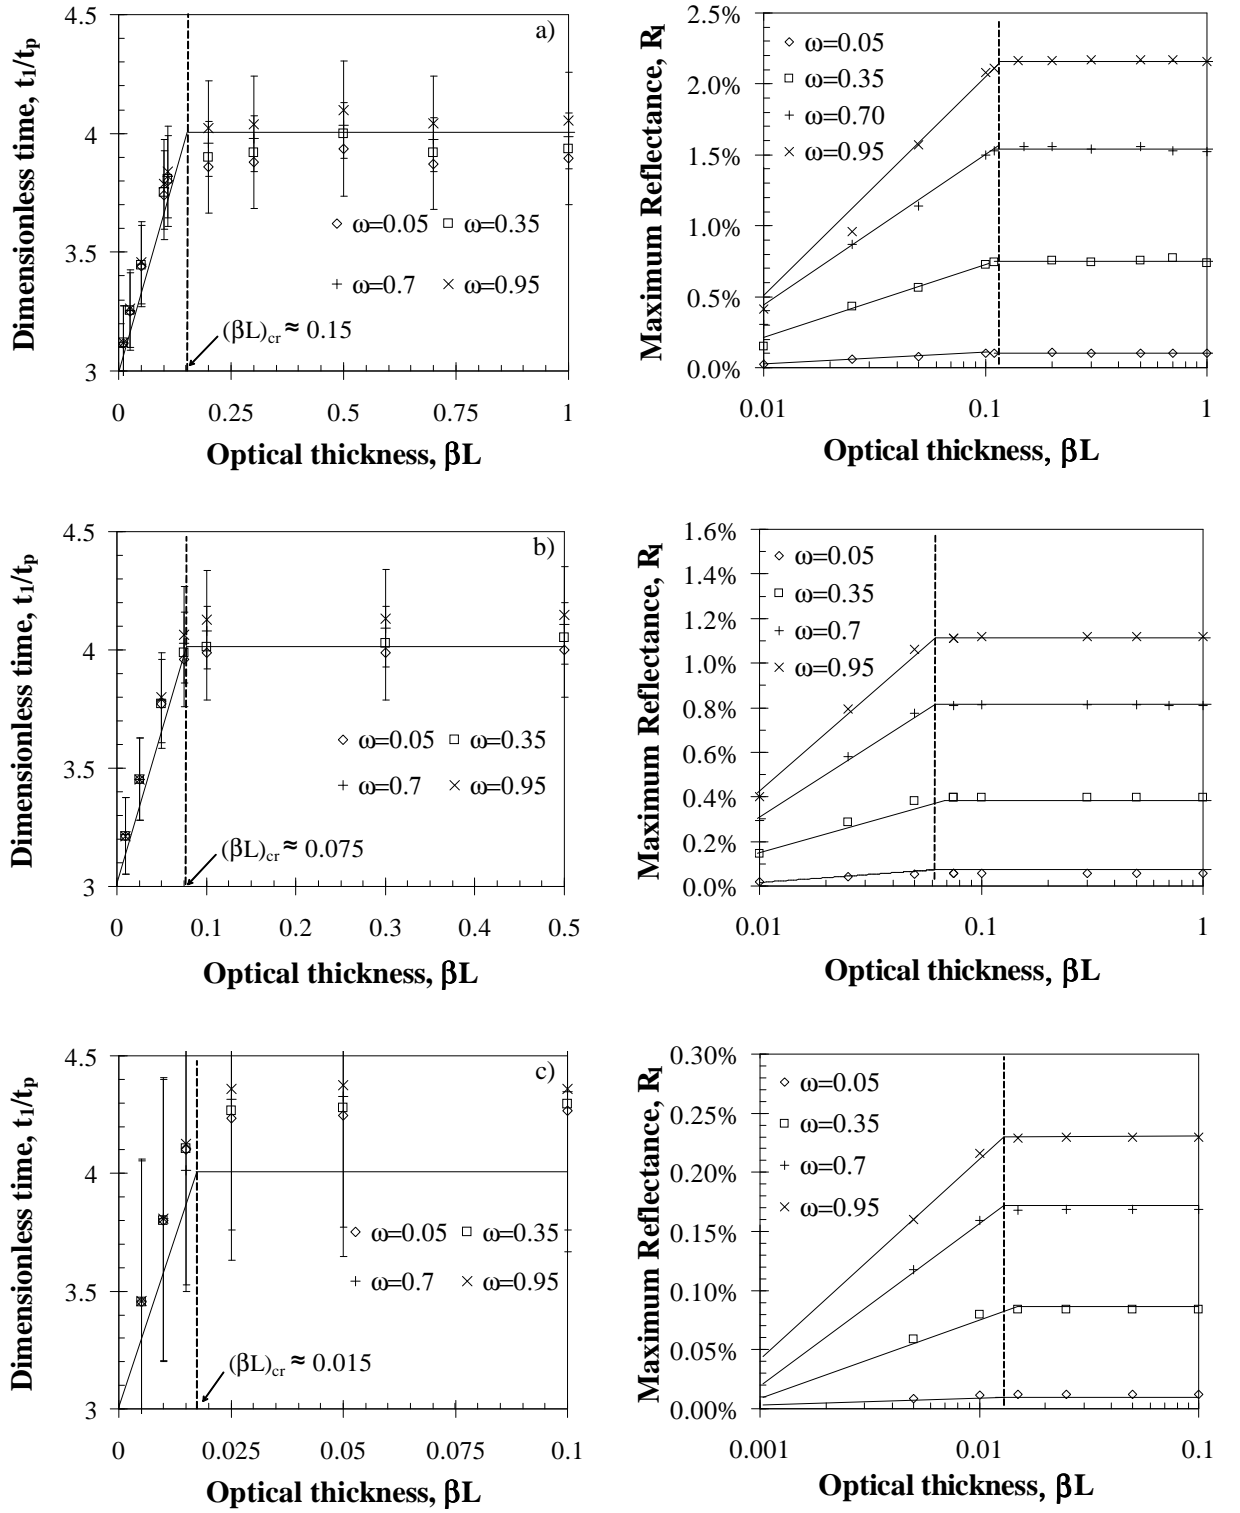 Dimensionless time, t1/tp
4.5
4
3.5
3
a)
ω=0.05 ω=0.35
ω=0.7 ω=0.95
(βL)cr ≈ 0.15
0 0.25 0.5 0.75 1
Optical thickness, βL
Maximum Reflectance, R1
2.5%
2.0%
1.5%
1.0%
0.5%
0.0%
ω=0.05
ω=0.35
ω=0.70
ω=0.95
0.01 0.1 1
Optical thickness, βL
Dimensionless time, t1/tp
4.5
4
3.5
3
b)
ω=0.05 ω=0.35
ω=0.7 ω=0.95
(βL)cr ≈ 0.075
0 0.1 0.2 0.3 0.4 0.5
Optical thickness, βL
Maximum Reflectance, R1
1.6%
1.4%
1.2%
1.0%
0.8%
0.6%
0.4%
0.2%
0.0%
ω=0.05
ω=0.35
ω=0.7
ω=0.95
0.01 0.1 1
Optical thickness, βL
Dimensionless time, t1/tp
4.5
4
3.5
3
c)
ω=0.05 ω=0.35
ω=0.7 ω=0.95
(βL)cr ≈ 0.015
0 0.025 0.05 0.075 0.1
Optical thickness, βL
Maximum Reflectance, R1
0.30%
0.25%
0.20%
0.15%
0.10%
0.05%
0.00%
ω=0.05
ω=0.35
ω=0.7
ω=0.95
0.001 0.01 0.1
Optical thickness, βL